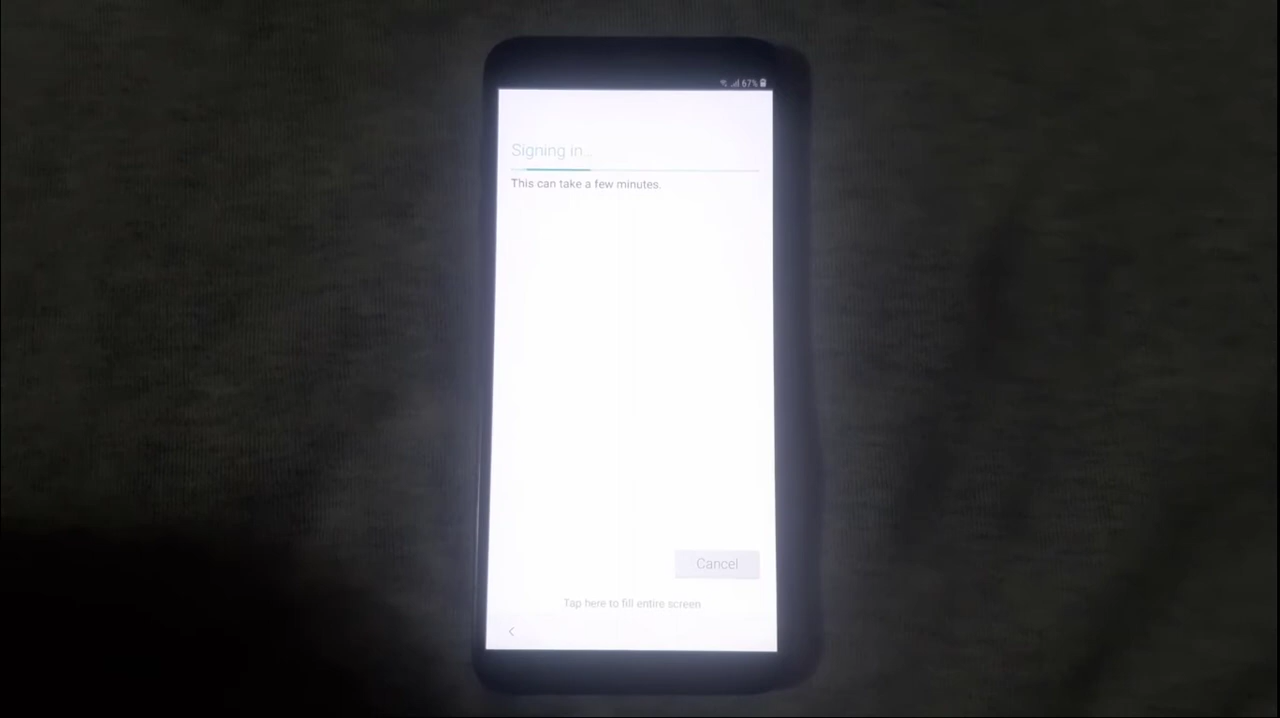 67%
Signing in...
This can take a few minutes.
Cancel
Tap here to fill entire screen